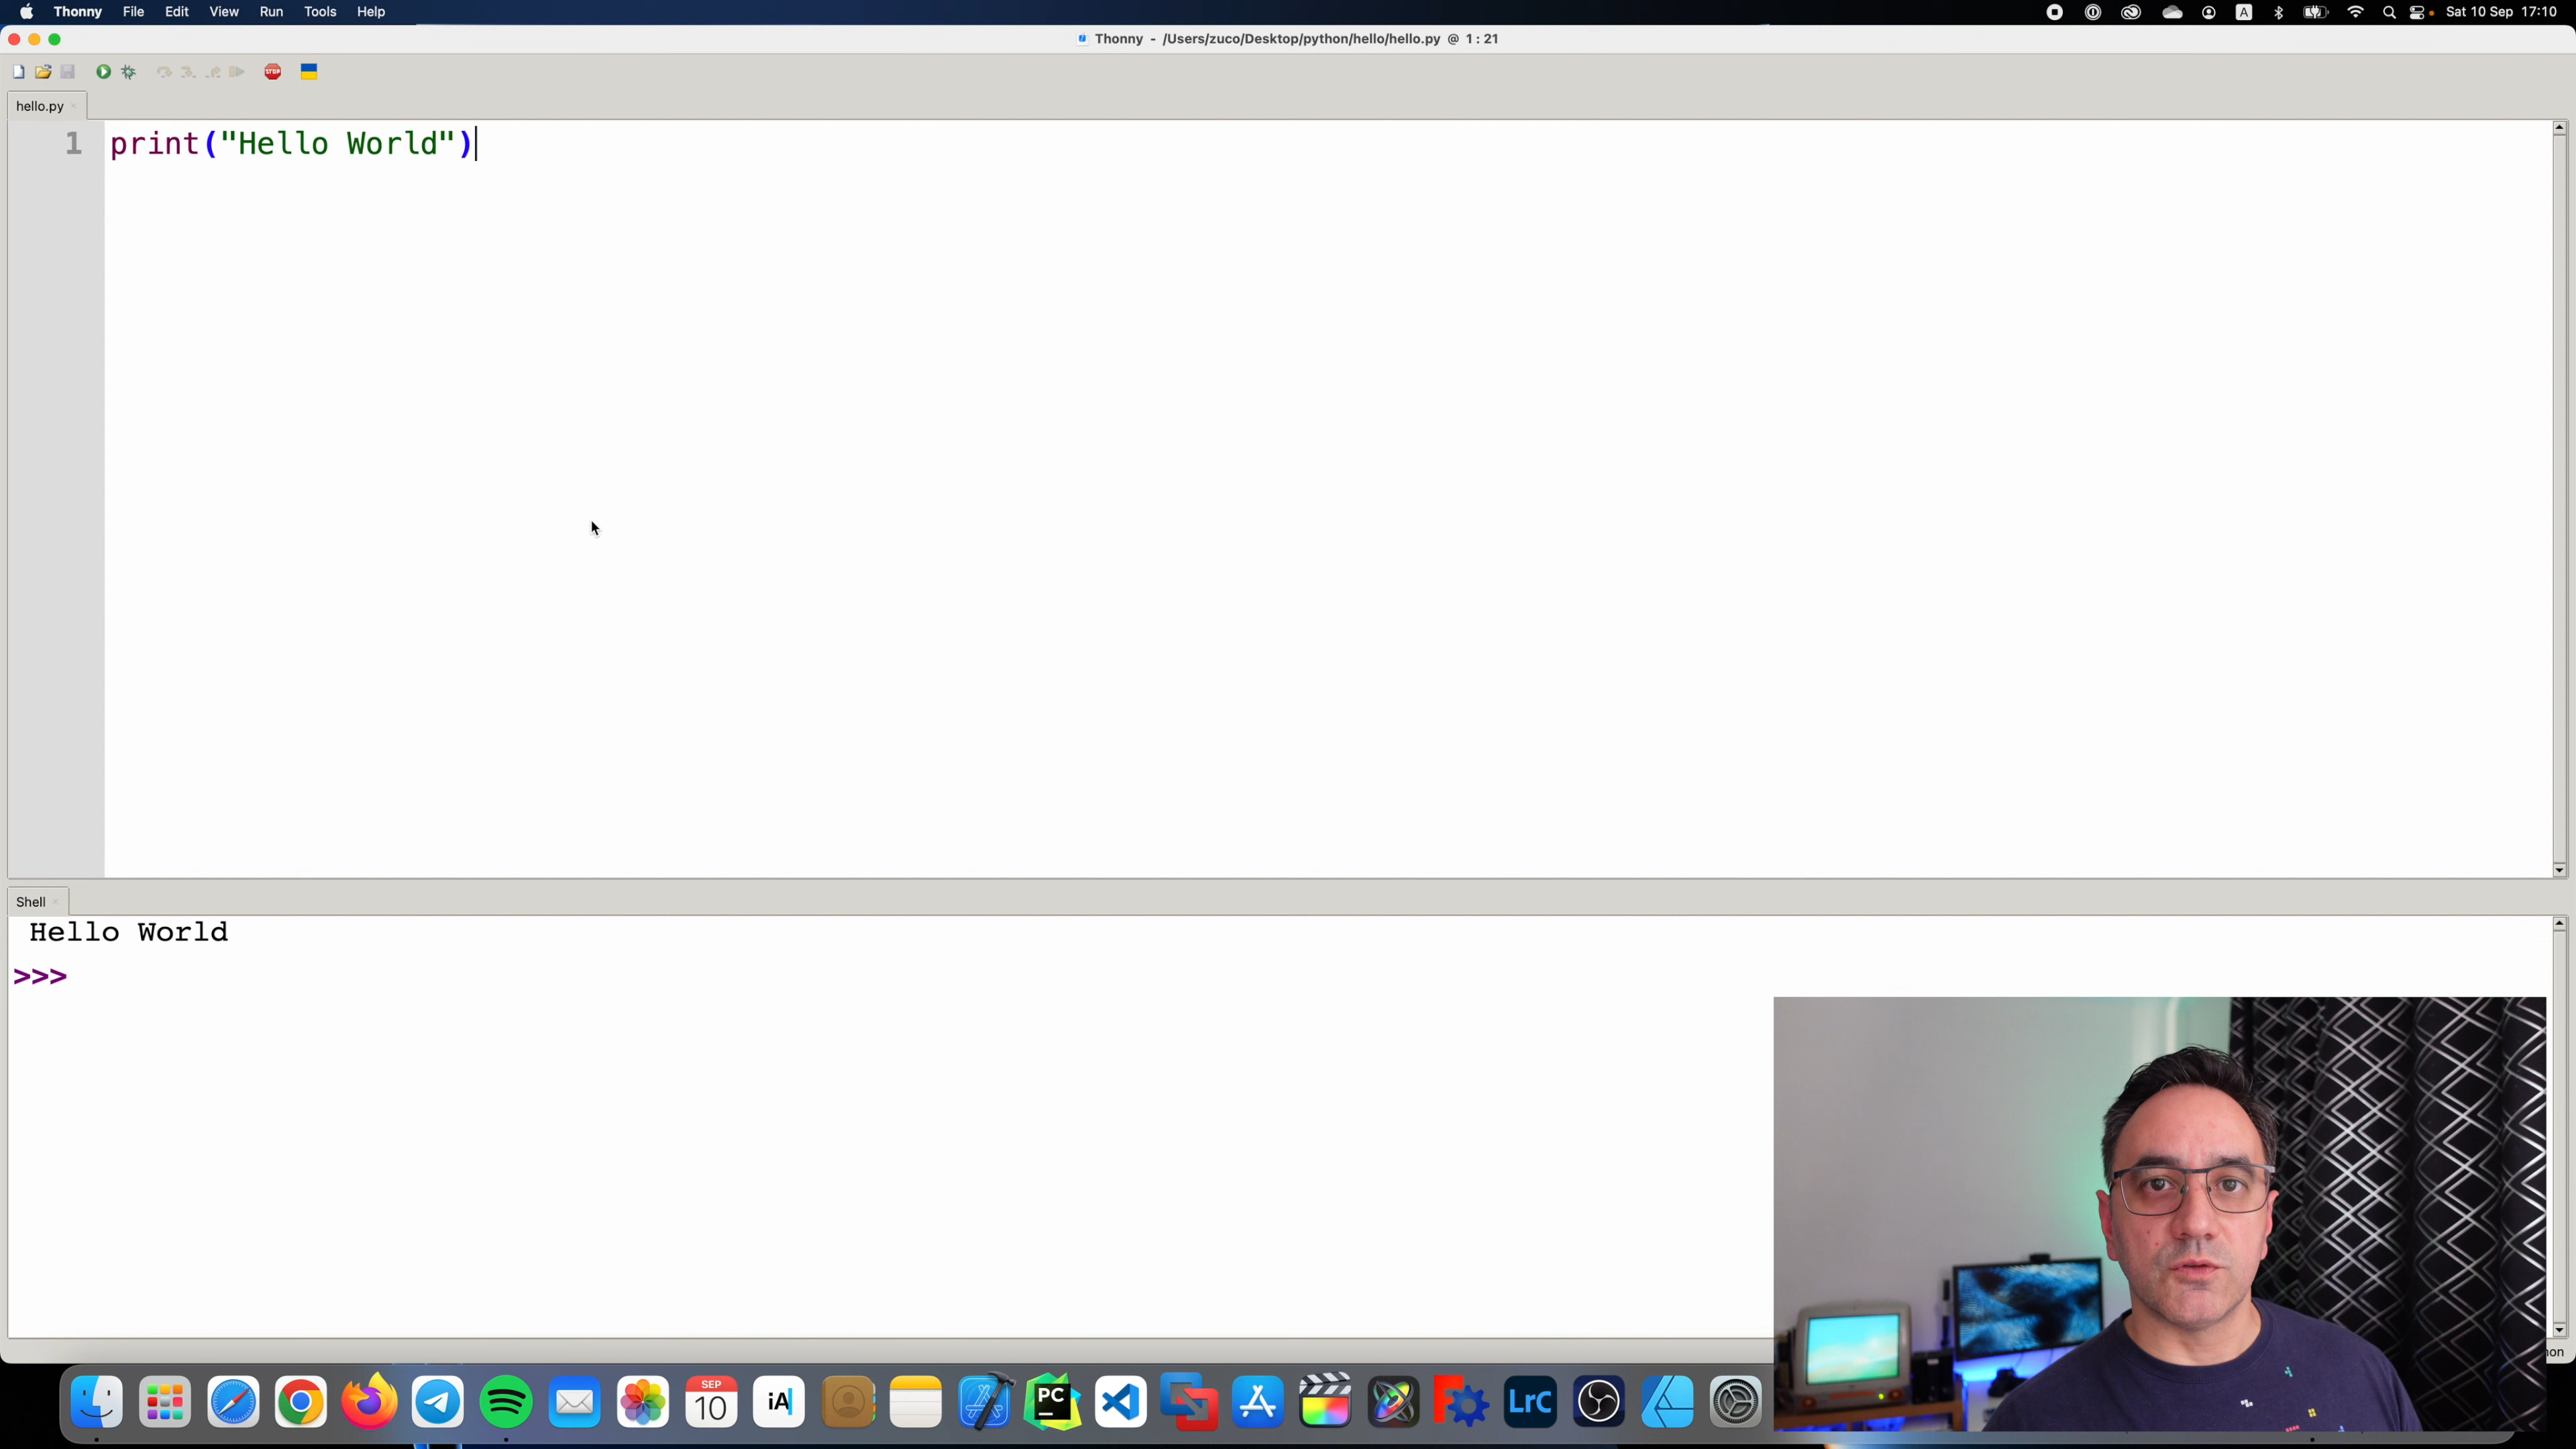 Thonny File Edit View Run Tools Help
A
Sat 10 Sep 17:10
Thonny - /Users/zuco/Desktop/python/hello/hello.py @ 1 : 21
STOP
hello.py
1 print("Hello World")
Shell
Hello World
>>>
SEP
10
iA
PC
LrC